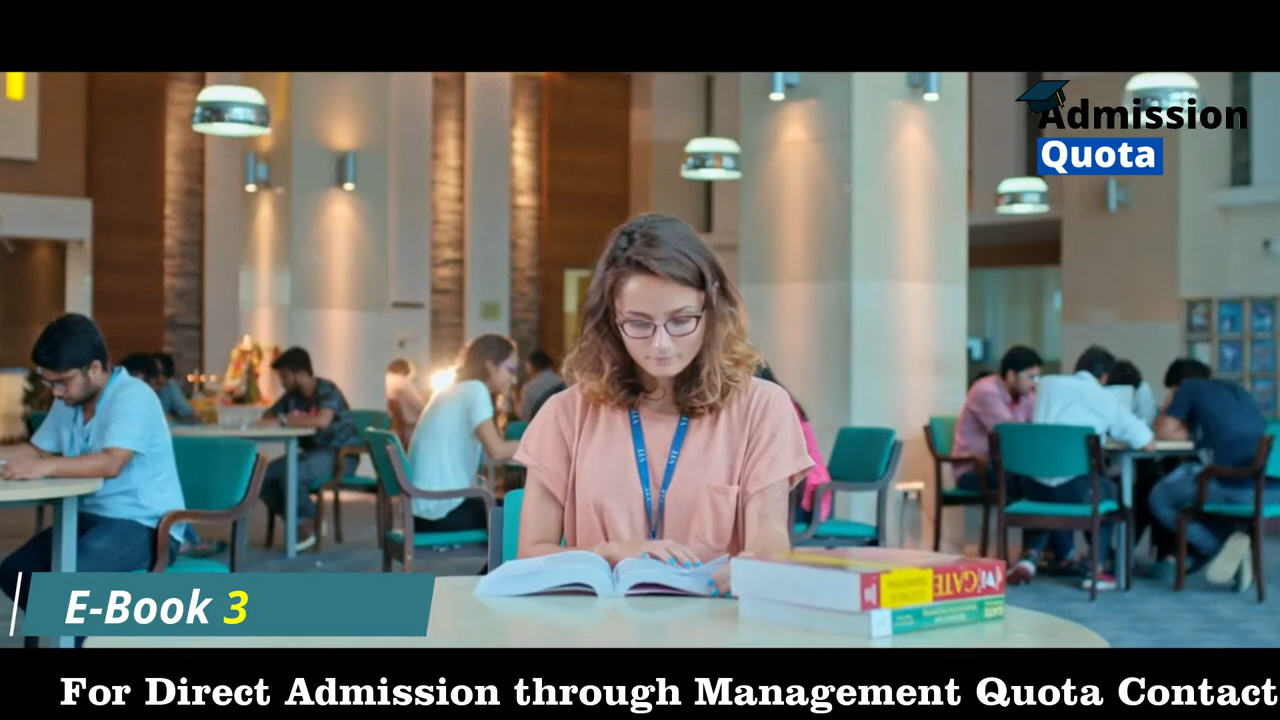 Admission
Quota
GATE
E-Book 3
For Direct Admission through Management Quota Contact